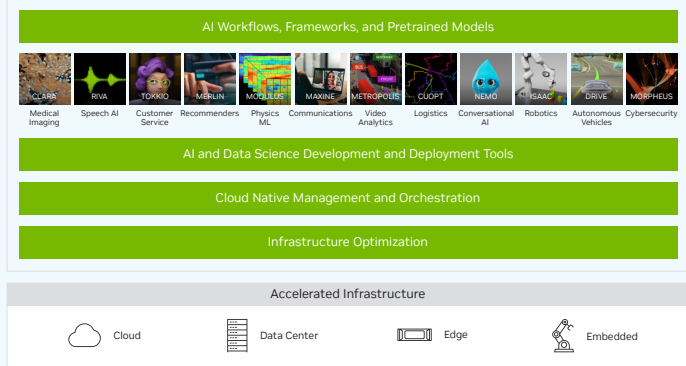 AI Workflows, Frameworks, and Pretrained Models
CLARA RIVA TOKKIO MERLIN MODULUS MAXINE METROPOLIS CUOPT NEMO ISAAC DRIVE MORPHEUS
Medical Speech AI Customer Recommenders Physics Communications Video Logistics Conversational Robotics Autonomous Cybersecurity
Imaging Service ML Analytics AI Vehicles
AI and Data Science Development and Deployment Tools
Cloud Native Management and Orchestration
Infrastructure Optimization
Accelerated Infrastructure
Cloud Data Center Edge Embedded